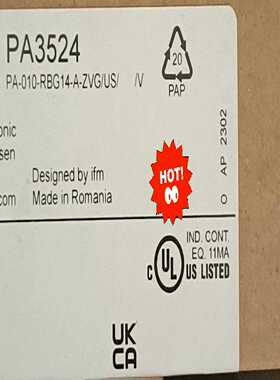 PA3524
PA-010-RBG14-A-ZVG/US/ /V
20
PAP
onic
sen
Designed by ifm
.com Made in Romania
HOT!
O AP 2302
C UL US LISTED
IND. CONT.
EQ. 11MA
UK
CA